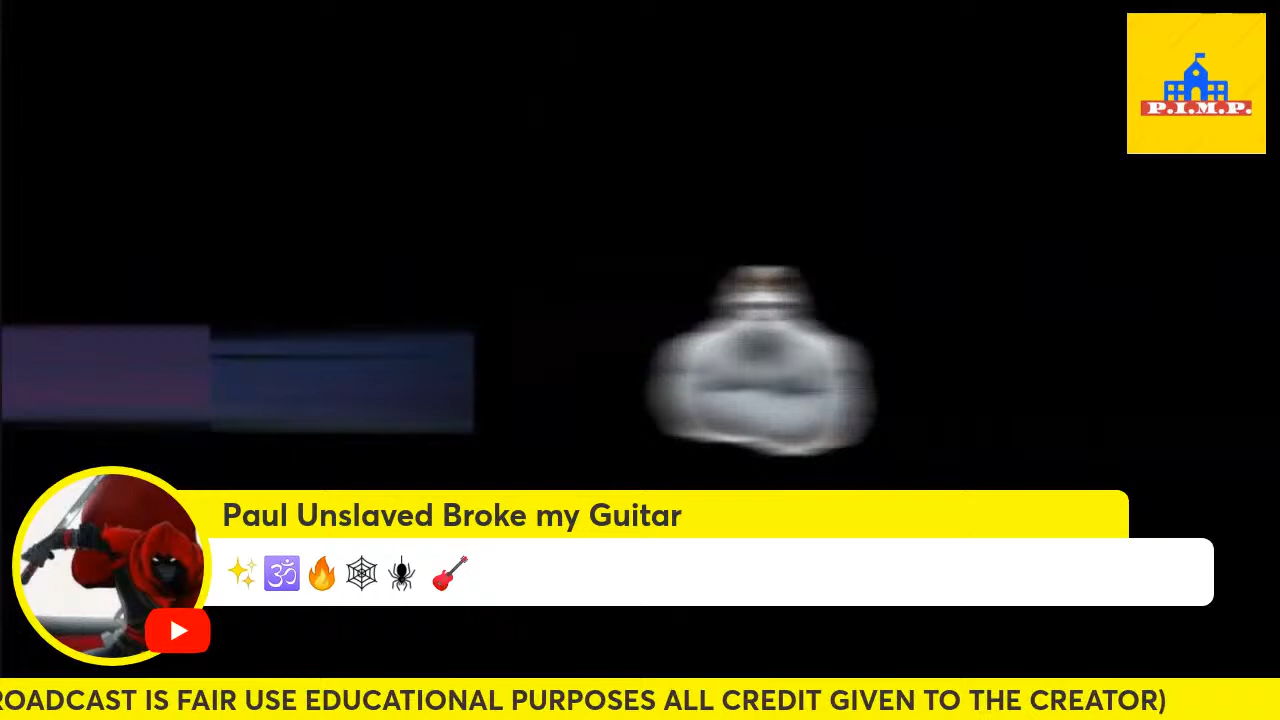 P.I.M.P.
Paul Unslaved Broke my Guitar
✨🕉🔥🕸🕷 🎸
ROADCAST IS FAIR USE EDUCATIONAL PURPOSES ALL CREDIT GIVEN TO THE CREATOR)